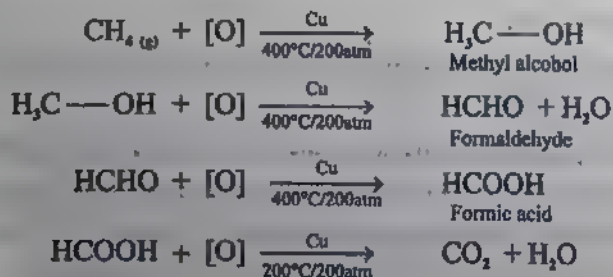 CH₄ (g) + [O] Cu 400°C/200atm H₃C—OH
Methyl alcobol
H₃C—OH + [O] Cu 400°C/200atm HCHO + H₂O
Formaldehyde
HCHO + [O] Cu 400°C/200atm HCOOH
Formic acid
HCOOH + [O] Cu 200°C/200atm CO₂ + H₂O